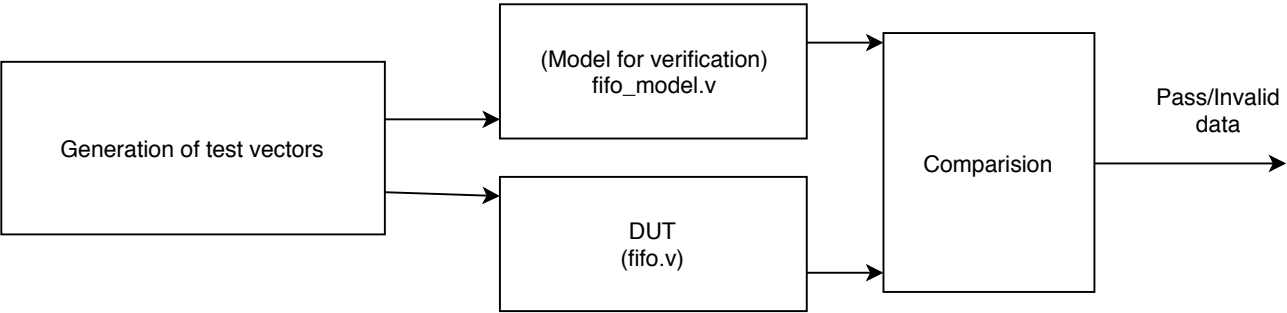 Generation of test vectors
(Model for verification)
fifo_model.v
DUT
(fifo.v)
Comparision
Pass/Invalid
data